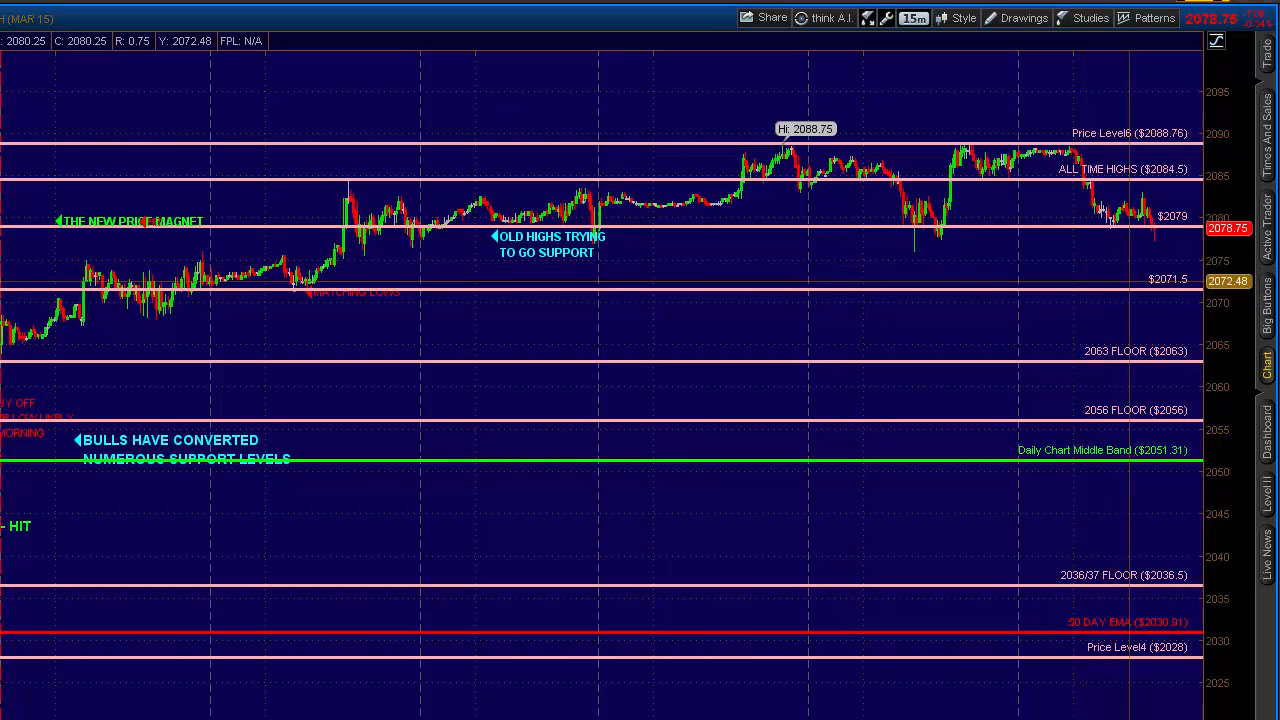 H (MAR 15)
Share
think A.I.
15m
Style
Drawings
Studies
Patterns
2078.75
: 2080.25
C: 2080.25
R: 0.75
Y: 2072.48
FPL: N/A
Trade
Times And Sales
Active Trader
Big Buttons
Chart
Dashboard
Level II
Live News
2095
2090
2085
2080
2078.75
2075
2072.48
2070
2065
2060
2055
2050
2045
2040
2035
2030
2025
Hi: 2088.75
Price Level6 ($2088.76)
ALL TIME HIGHS ($2084.5)
$2079
THE NEW PRICE MAGNET
OLD HIGHS TRYING
TO GO SUPPORT
$2071.5
MATCHING LOWS
2063 FLOOR ($2063)
2056 FLOOR ($2056)
UY OFF
LOW LIKELY
MORNING
BULLS HAVE CONVERTED
NUMEROUS SUPPORT LEVELS
Daily Chart Middle Band ($2051.31)
- HIT
2036/37 FLOOR ($2036.5)
50 DAY EMA ($2030.91)
Price Level4 ($2028)